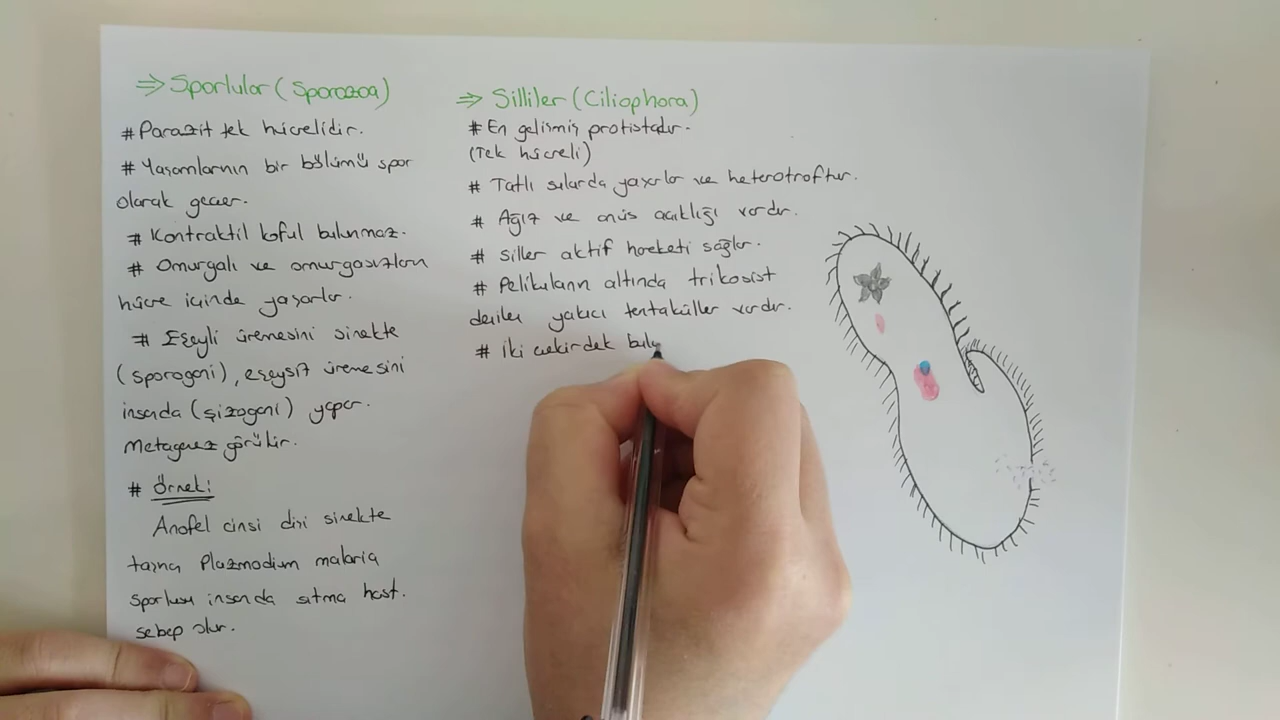 ⇒ Sporlular (Sporozoa)
# Parazit tek hücrelidir.
# Yaşamlarının bir bölümü spor
olarak geçer.
# Kontraktil koful bulunmaz.
# Omurgalı ve omurgasızların
hücre içinde yaşarlar.
# Eşeyli üremesini sinekte
(sporogoni), eşeysiz üremesini
insanda (şizogoni) yapar.
Metagenez görülür.
# Örnek:
Anofel cinsi dişi sinekte
taşınan Plazmodium malaria
sporlusu insanda sıtma hast.
sebep olur.
⇒ Silliler (Ciliophora)
# En gelişmiş protistadır.
(Tek hücreli)
# Tatlı sularda yaşarlar ve heterotroftur.
# Ağız ve anüs açıklığı vardır.
# Siller aktif hareketi sağlar.
# Pelikulanın altında trikosist
denilen yakıcı tentaküller vardır.
# İki çekirdek bulu